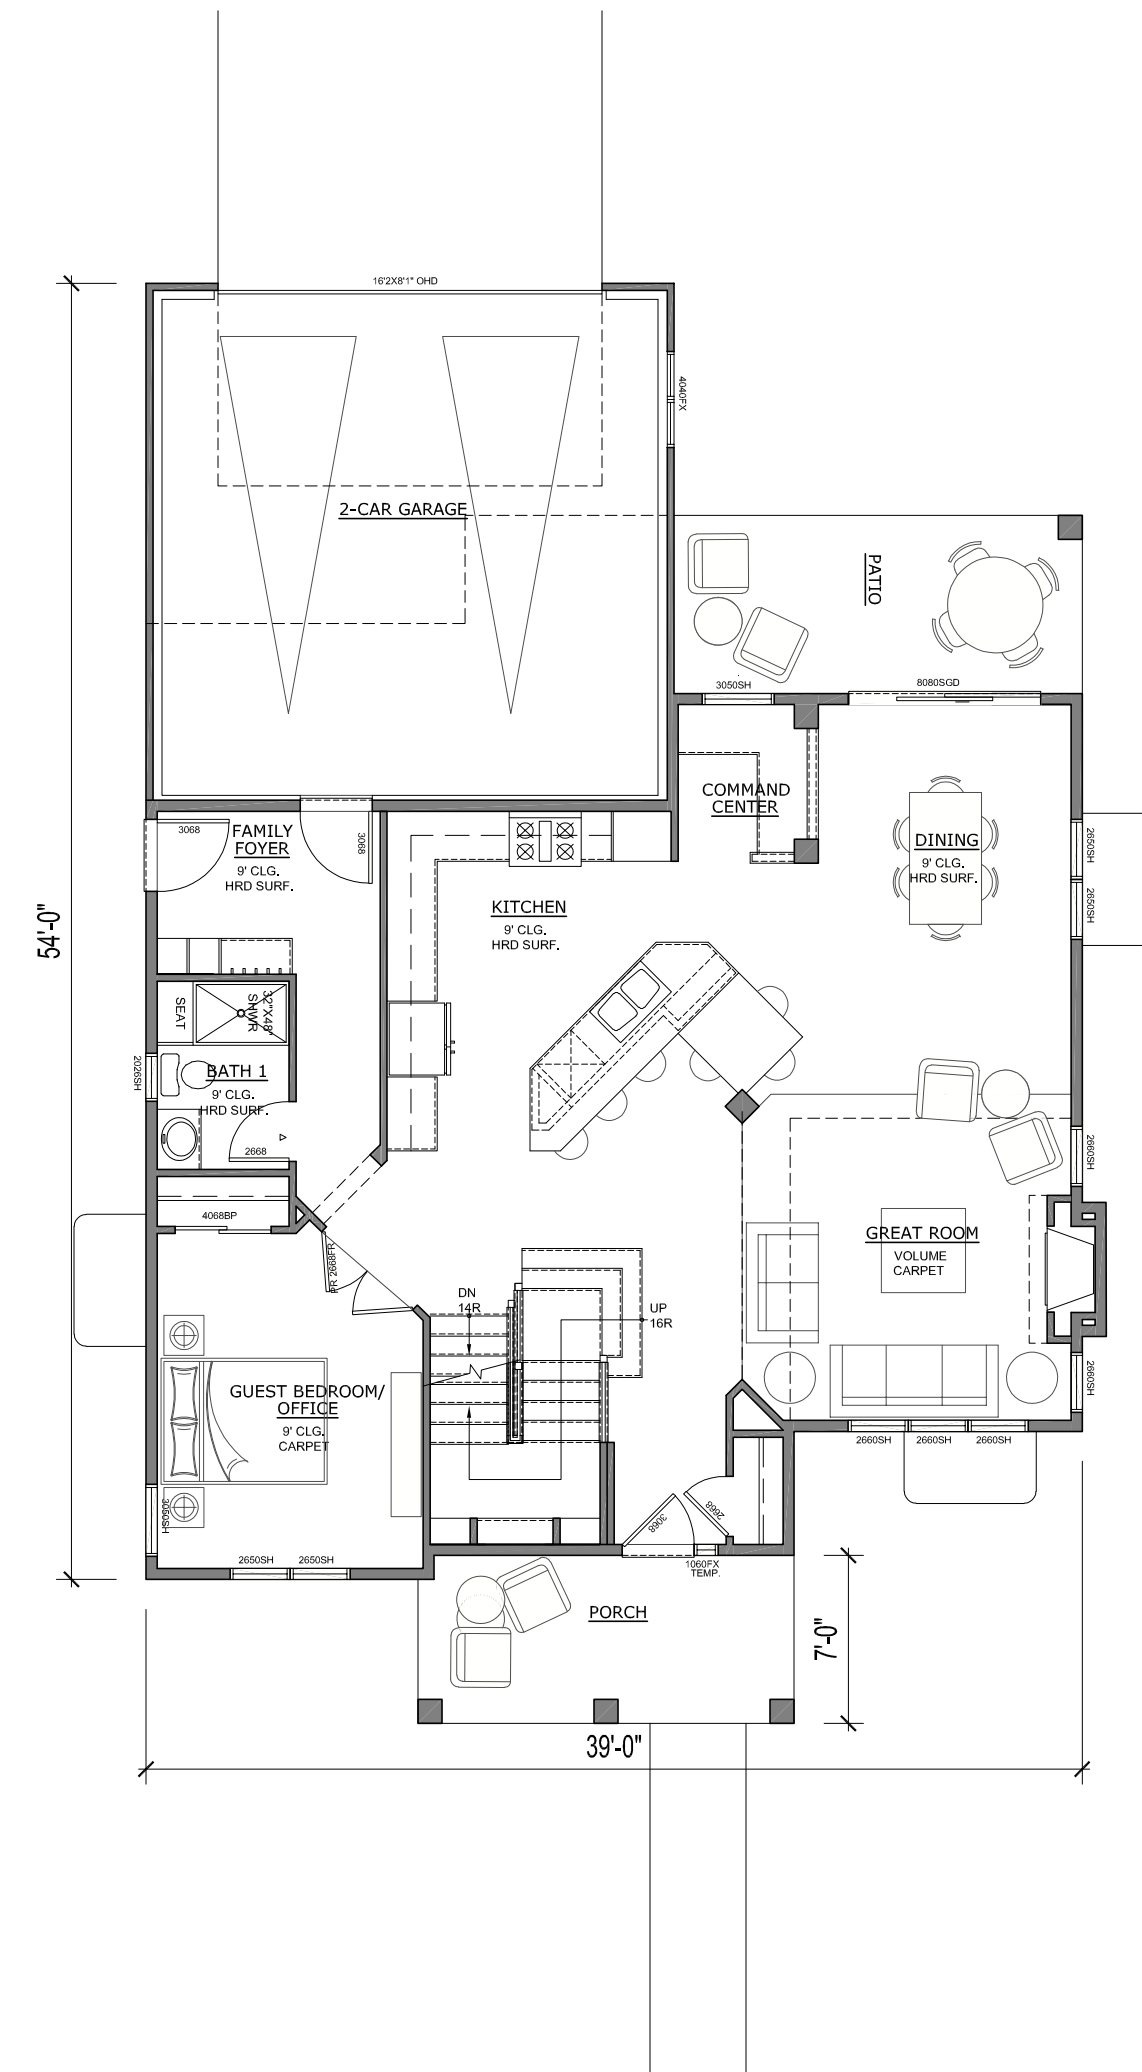 16'2X8'1" OHD
4040FX
2-CAR GARAGE
PATIO
3050SH
8080SGD
54'-0"
3068
FAMILY
FOYER
9' CLG.
HRD SURF.
3068
COMMAND
CENTER
DINING
9' CLG.
HRD SURF.
2650SH
2650SH
KITCHEN
9' CLG.
HRD SURF.
SEAT
32"X48"
SHWR
2026SH
BATH 1
9' CLG.
HRD SURF.
2668
4068BP
PR 2668FR
2660SH
GREAT ROOM
VOLUME
CARPET
DN
14R
UP
16R
2660SH
GUEST BEDROOM/
OFFICE
9' CLG.
CARPET
2660SH
2660SH
2660SH
3050SH
3068
2668
2650SH
2650SH
1060FX
TEMP.
PORCH
7'-0"
39'-0"